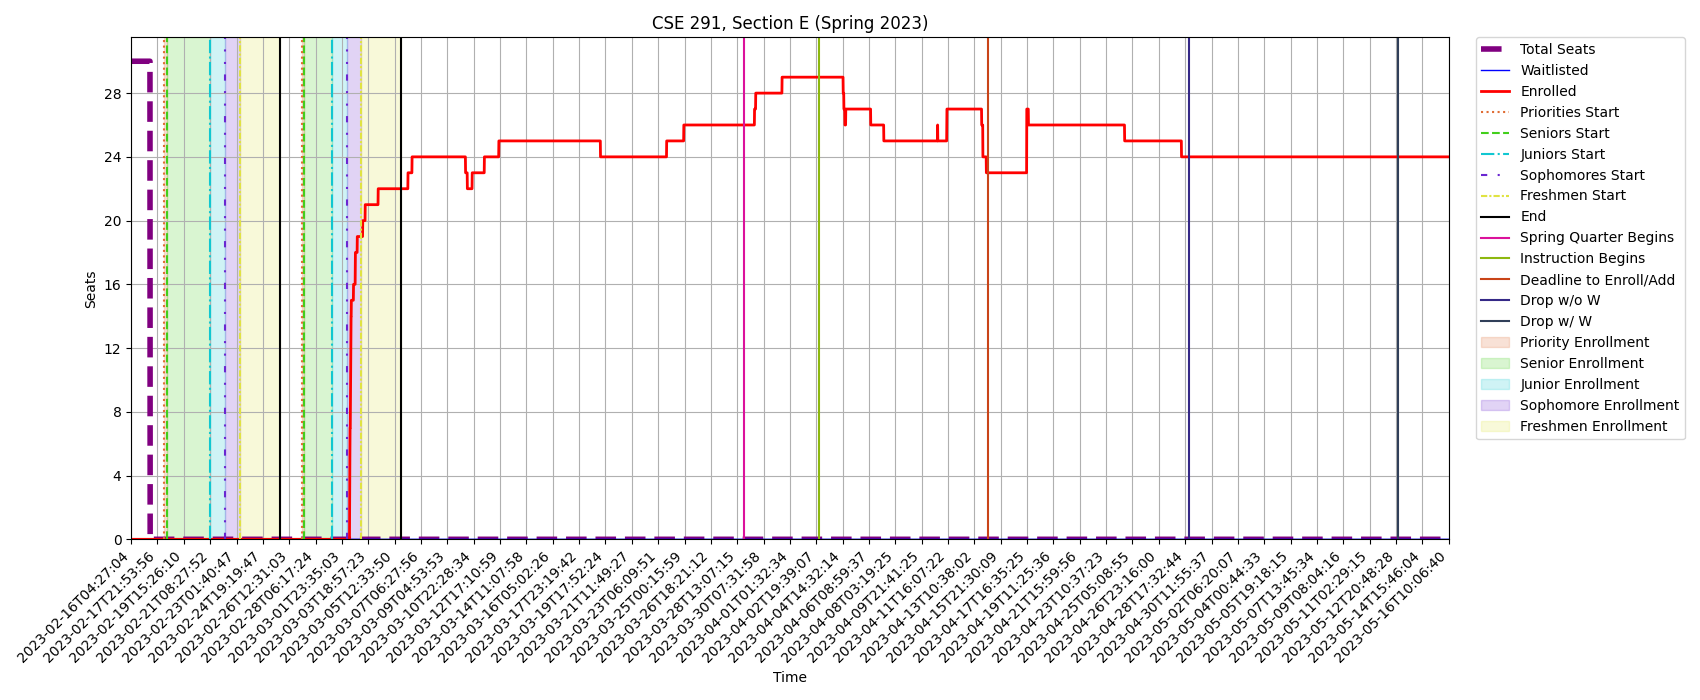 CSE 291, Section E (Spring 2023)
Seats
28
24
20
16
12
8
4
0
2023-02-16T04:27:04
2023-02-17T21:53:56
2023-02-19T15:26:10
2023-02-21T08:27:52
2023-02-23T01:40:47
2023-02-24T19:19:47
2023-02-26T12:31:03
2023-02-28T06:17:24
2023-03-01T23:35:03
2023-03-03T18:57:23
2023-03-05T12:33:50
2023-03-07T06:27:56
2023-03-09T04:53:53
2023-03-10T22:28:34
2023-03-12T17:10:59
2023-03-14T11:07:58
2023-03-16T05:02:26
2023-03-17T23:19:42
2023-03-19T17:52:24
2023-03-21T11:49:27
2023-03-23T06:09:51
2023-03-25T00:15:59
2023-03-26T18:21:12
2023-03-28T13:07:15
2023-03-30T07:31:58
2023-04-01T01:32:34
2023-04-02T19:39:07
2023-04-04T14:32:14
2023-04-06T08:59:37
2023-04-08T03:19:25
2023-04-09T21:41:25
2023-04-11T16:07:22
2023-04-13T10:38:02
2023-04-15T21:30:09
2023-04-17T16:35:25
2023-04-19T11:25:36
2023-04-21T15:59:56
2023-04-23T10:37:23
2023-04-25T05:08:55
2023-04-26T23:16:00
2023-04-28T17:32:44
2023-04-30T11:55:37
2023-05-02T06:20:07
2023-05-04T00:44:33
2023-05-05T19:18:15
2023-05-07T13:45:34
2023-05-09T08:04:16
2023-05-11T02:29:15
2023-05-12T20:48:28
2023-05-14T15:46:04
2023-05-16T10:06:40
Time
Total Seats
Waitlisted
Enrolled
Priorities Start
Seniors Start
Juniors Start
Sophomores Start
Freshmen Start
End
Spring Quarter Begins
Instruction Begins
Deadline to Enroll/Add
Drop w/o W
Drop w/ W
Priority Enrollment
Senior Enrollment
Junior Enrollment
Sophomore Enrollment
Freshmen Enrollment